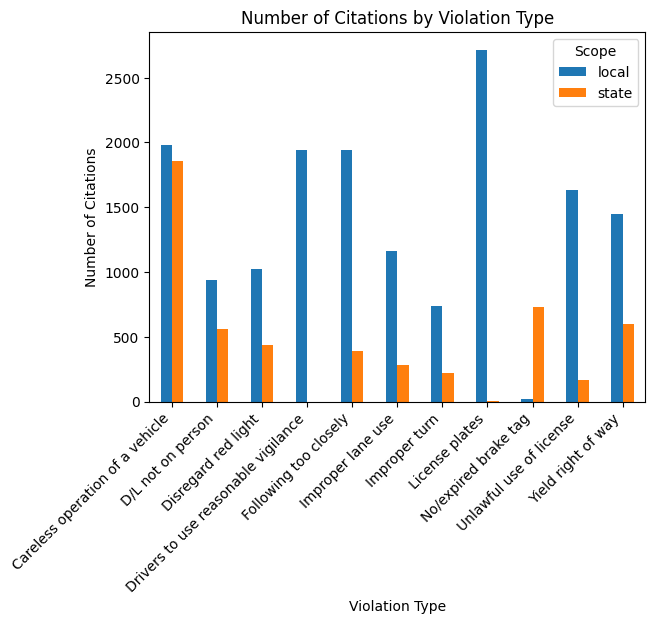 Number of Citations by Violation Type
Scope
local
state
Number of Citations
2500
2000
1500
1000
500
0
Careless operation of a vehicle
D/L not on person
Disregard red light
Drivers to use reasonable vigilance
Following too closely
Improper lane use
Improper turn
License plates
No/expired brake tag
Unlawful use of license
Yield right of way
Violation Type